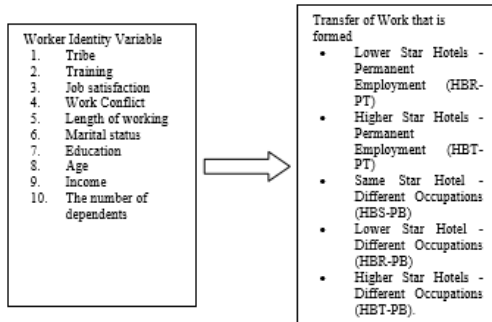 Worker Identity Variable
1. Tribe
2. Training
3. Job satisfaction
4. Work Conflict
5. Length of working
6. Marital status
7. Education
8. Age
9. Income
10. The number of
dependents
Transfer of Work that is
formed
• Lower Star Hotels -
Permanent
Employment (HBR-
PT)
• Higher Star Hotels -
Permanent
Employment (HBT-
PT)
• Same Star Hotel -
Different Occupations
(HBS-PB)
• Lower Star Hotel -
Different Occupations
(HBR-PB)
• Higher Star Hotels -
Different Occupations
(HBT-PB).